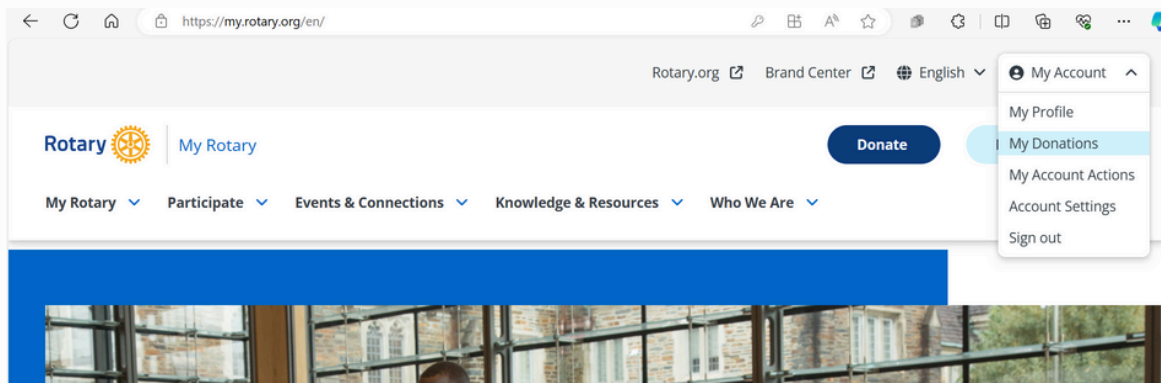 https://my.rotary.org/en/
Rotary.org Brand Center English My Account
My Profile
Rotary My Rotary Donate My Donations
My Account Actions
My Rotary Participate Events & Connections Knowledge & Resources Who We Are Account Settings
Sign out